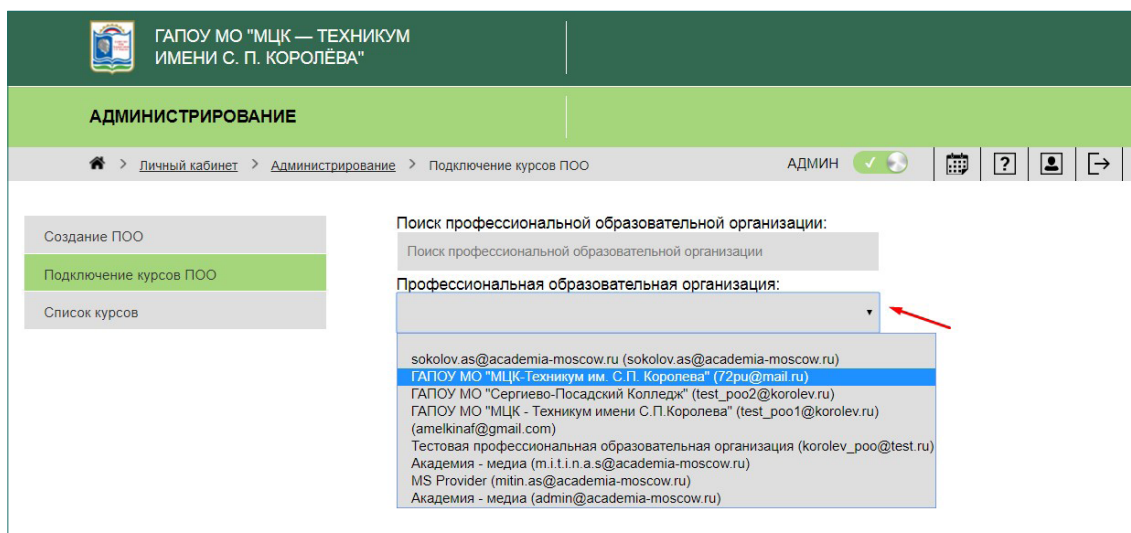 ГАПОУ МО "МЦК — ТЕХНИКУМ
ИМЕНИ С. П. КОРОЛЁВА"
АДМИНИСТРИРОВАНИЕ
> Личный кабинет > Администрирование > Подключение курсов ПОО
АДМИН
?
Создание ПОО
Подключение курсов ПОО
Список курсов
Поиск профессиональной образовательной организации:
Поиск профессиональной образовательной организации
Профессиональная образовательная организация:
sokolov.as@academia-moscow.ru (sokolov.as@academia-moscow.ru)
ГАПОУ МО "МЦК-Техникум им. С.П. Королева" (72pu@mail.ru)
ГАПОУ МО "Сергиево-Посадский Колледж" (test_poo2@korolev.ru)
ГАПОУ МО "МЦК - Техникум имени С.П.Королева" (test_poo1@korolev.ru)
(amelkinaf@gmail.com)
Тестовая профессиональная образовательная организация (korolev_poo@test.ru)
Академия - медиа (m.i.t.i.n.a.s@academia-moscow.ru)
MS Provider (mitin.as@academia-moscow.ru)
Академия - медиа (admin@academia-moscow.ru)